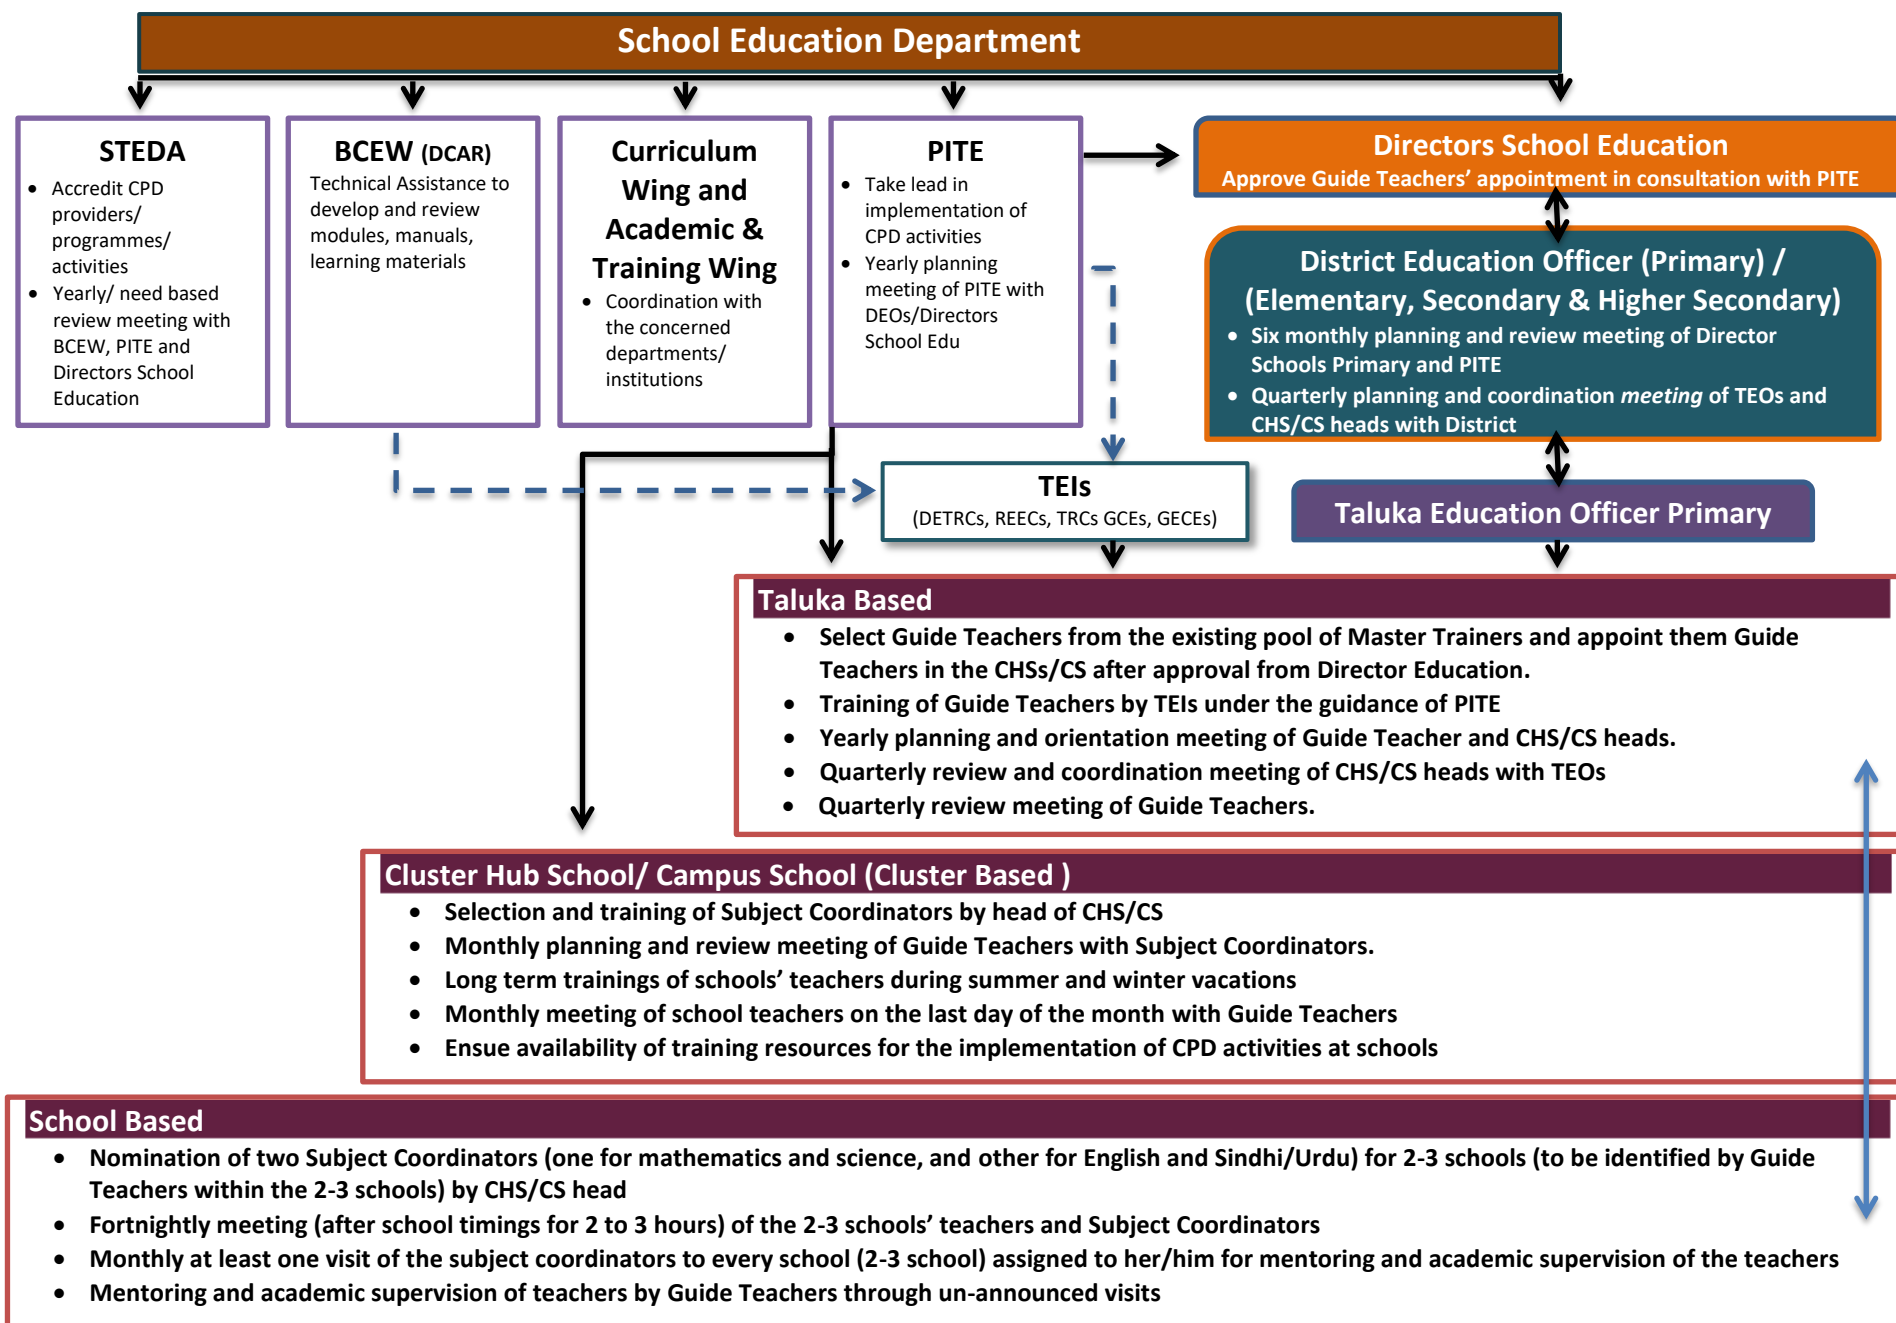 School Education Department
STEDA
• Accredit CPD
providers/
programmes/
activities
• Yearly/ need based
review meeting with
BCEW, PITE and
Directors School
Education
BCEW (DCAR)
Technical Assistance to
develop and review
modules, manuals,
learning materials
Curriculum
Wing and
Academic &
Training Wing
• Coordination with
the concerned
departments/
institutions
PITE
• Take lead in
implementation of
CPD activities
• Yearly planning
meeting of PITE with
DEOs/Directors
School Edu
Directors School Education
Approve Guide Teachers’ appointment in consultation with PITE
District Education Officer (Primary) /
(Elementary, Secondary & Higher Secondary)
• Six monthly planning and review meeting of Director
Schools Primary and PITE
• Quarterly planning and coordination meeting of TEOs and
CHS/CS heads with District
TEIs
(DETRCs, REECs, TRCs GCEs, GECEs)
Taluka Education Officer Primary
Taluka Based
• Select Guide Teachers from the existing pool of Master Trainers and appoint them Guide
Teachers in the CHSs/CS after approval from Director Education.
• Training of Guide Teachers by TEIs under the guidance of PITE
• Yearly planning and orientation meeting of Guide Teacher and CHS/CS heads.
• Quarterly review and coordination meeting of CHS/CS heads with TEOs
• Quarterly review meeting of Guide Teachers.
Cluster Hub School/ Campus School (Cluster Based )
• Selection and training of Subject Coordinators by head of CHS/CS
• Monthly planning and review meeting of Guide Teachers with Subject Coordinators.
• Long term trainings of schools’ teachers during summer and winter vacations
• Monthly meeting of school teachers on the last day of the month with Guide Teachers
• Ensue availability of training resources for the implementation of CPD activities at schools
School Based
• Nomination of two Subject Coordinators (one for mathematics and science, and other for English and Sindhi/Urdu) for 2-3 schools (to be identified by Guide
Teachers within the 2-3 schools) by CHS/CS head
• Fortnightly meeting (after school timings for 2 to 3 hours) of the 2-3 schools’ teachers and Subject Coordinators
• Monthly at least one visit of the subject coordinators to every school (2-3 school) assigned to her/him for mentoring and academic supervision of the teachers
• Mentoring and academic supervision of teachers by Guide Teachers through un-announced visits